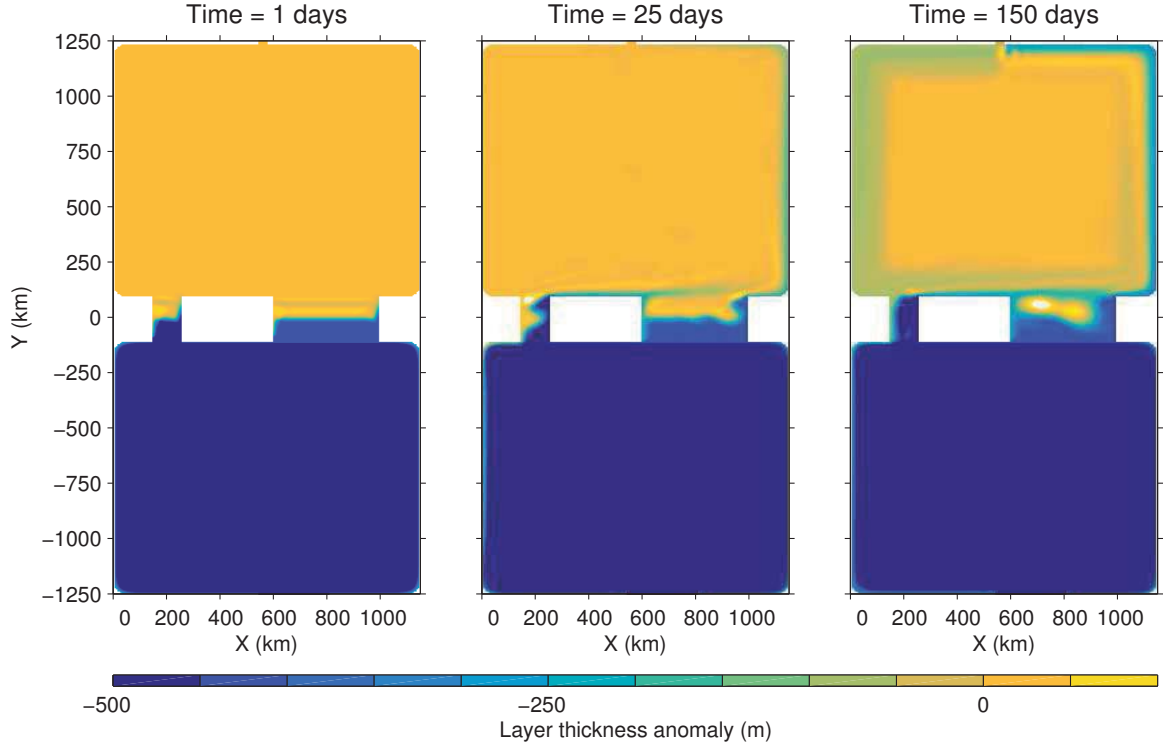 Time = 1 days
Time = 25 days
Time = 150 days
1250
1000
750
500
250
0
−250
−500
−750
−1000
−1250
Y (km)
0 200 400 600 800 1000
0 200 400 600 800 1000
0 200 400 600 800 1000
X (km)
X (km)
X (km)
−500
−250
0
Layer thickness anomaly (m)